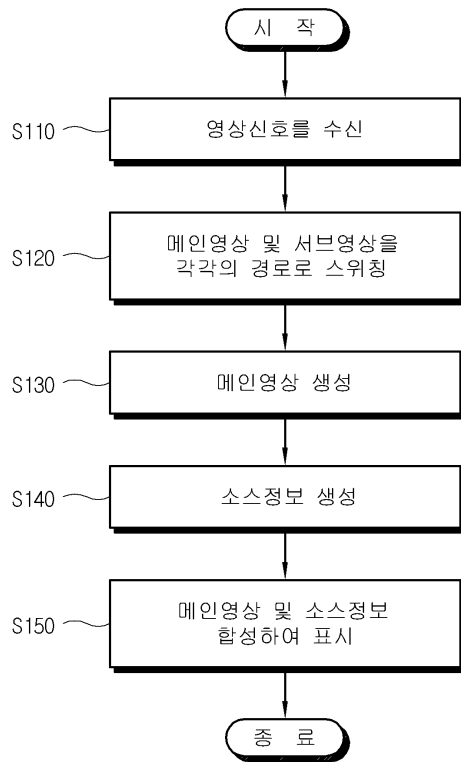 시 작
S110
영상신호를 수신
S120
메인영상 및 서브영상을
각각의 경로로 스위칭
S130
메인영상 생성
S140
소스정보 생성
S150
메인영상 및 소스정보
합성하여 표시
종 료